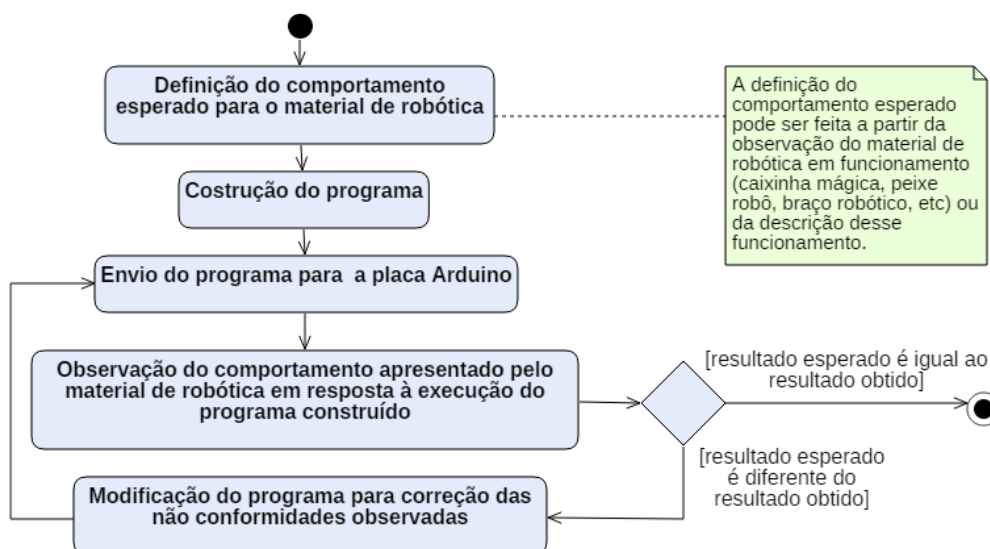 Definição do comportamento
esperado para o material de robótica
A definição do
comportamento esperado
pode ser feita a partir da
observação do material de
robótica em funcionamento
(caixinha mágica, peixe
robô, braço robótico, etc) ou
da descrição desse
funcionamento.
Costrução do programa
Envio do programa para  a placa Arduino
Observação do comportamento apresentado pelo
material de robótica em resposta à execução do
programa construído
[resultado esperado é igual ao
resultado obtido]
[resultado esperado
é diferente do
resultado obtido]
Modificação do programa para correção das
não conformidades observadas